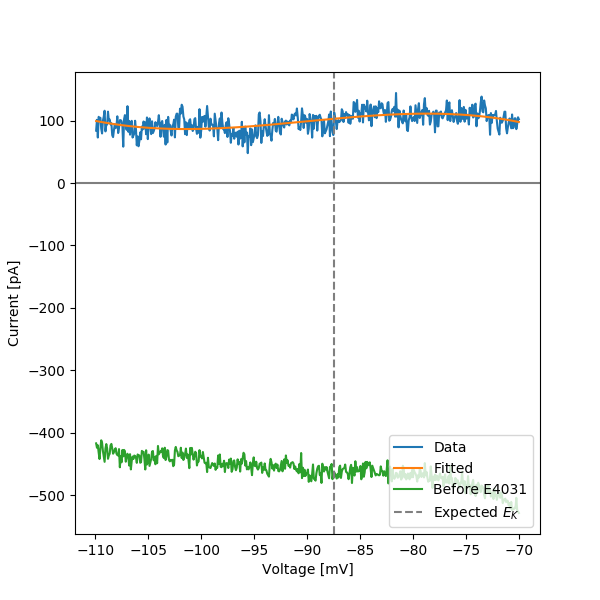 100
0
−100
−200
−300
−400
−500
Current [pA]
−110
−105
−100
−95
−90
−85
−80
−75
−70
Voltage [mV]
Data
Fitted
Before E4031
Expected E_K